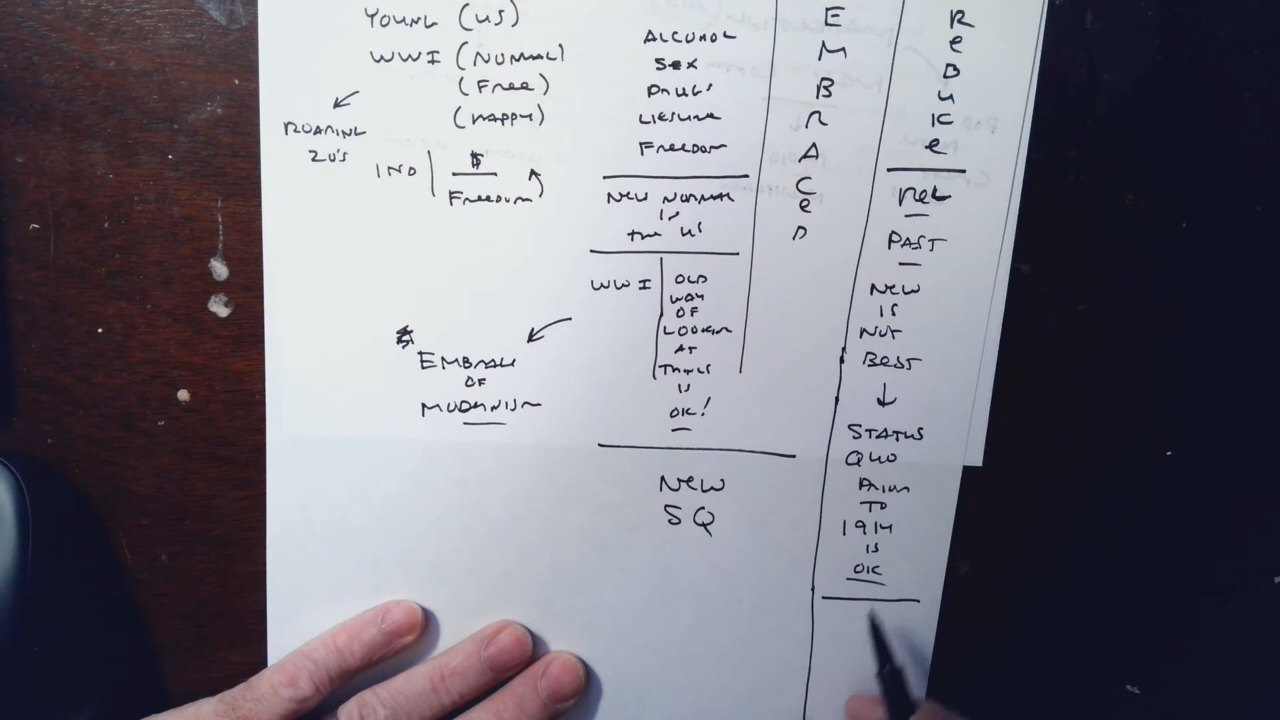 YOUNG (US)
WWI (NORMAL)
(FREE)
(HAPPY)
ROARING
20'S
IND
$
FREEDOM
ALCOHOL
SEX
DRUGS
LIESURE
FREEDOM
NEW NORMAL
IS
THE US
WWI
OLD
WAY
OF
LOOKIN
AT
THINGS
IS
OK!
EMBRACE
OF
MODERNISM
NEW
SQ
E
M
B
R
A
C
E
D
R
E
B
U
K
E
REL
PAST
NEW
IS
NOT
BEST
STATUS
QUO
PRIOR
TO
1914
IS
OK